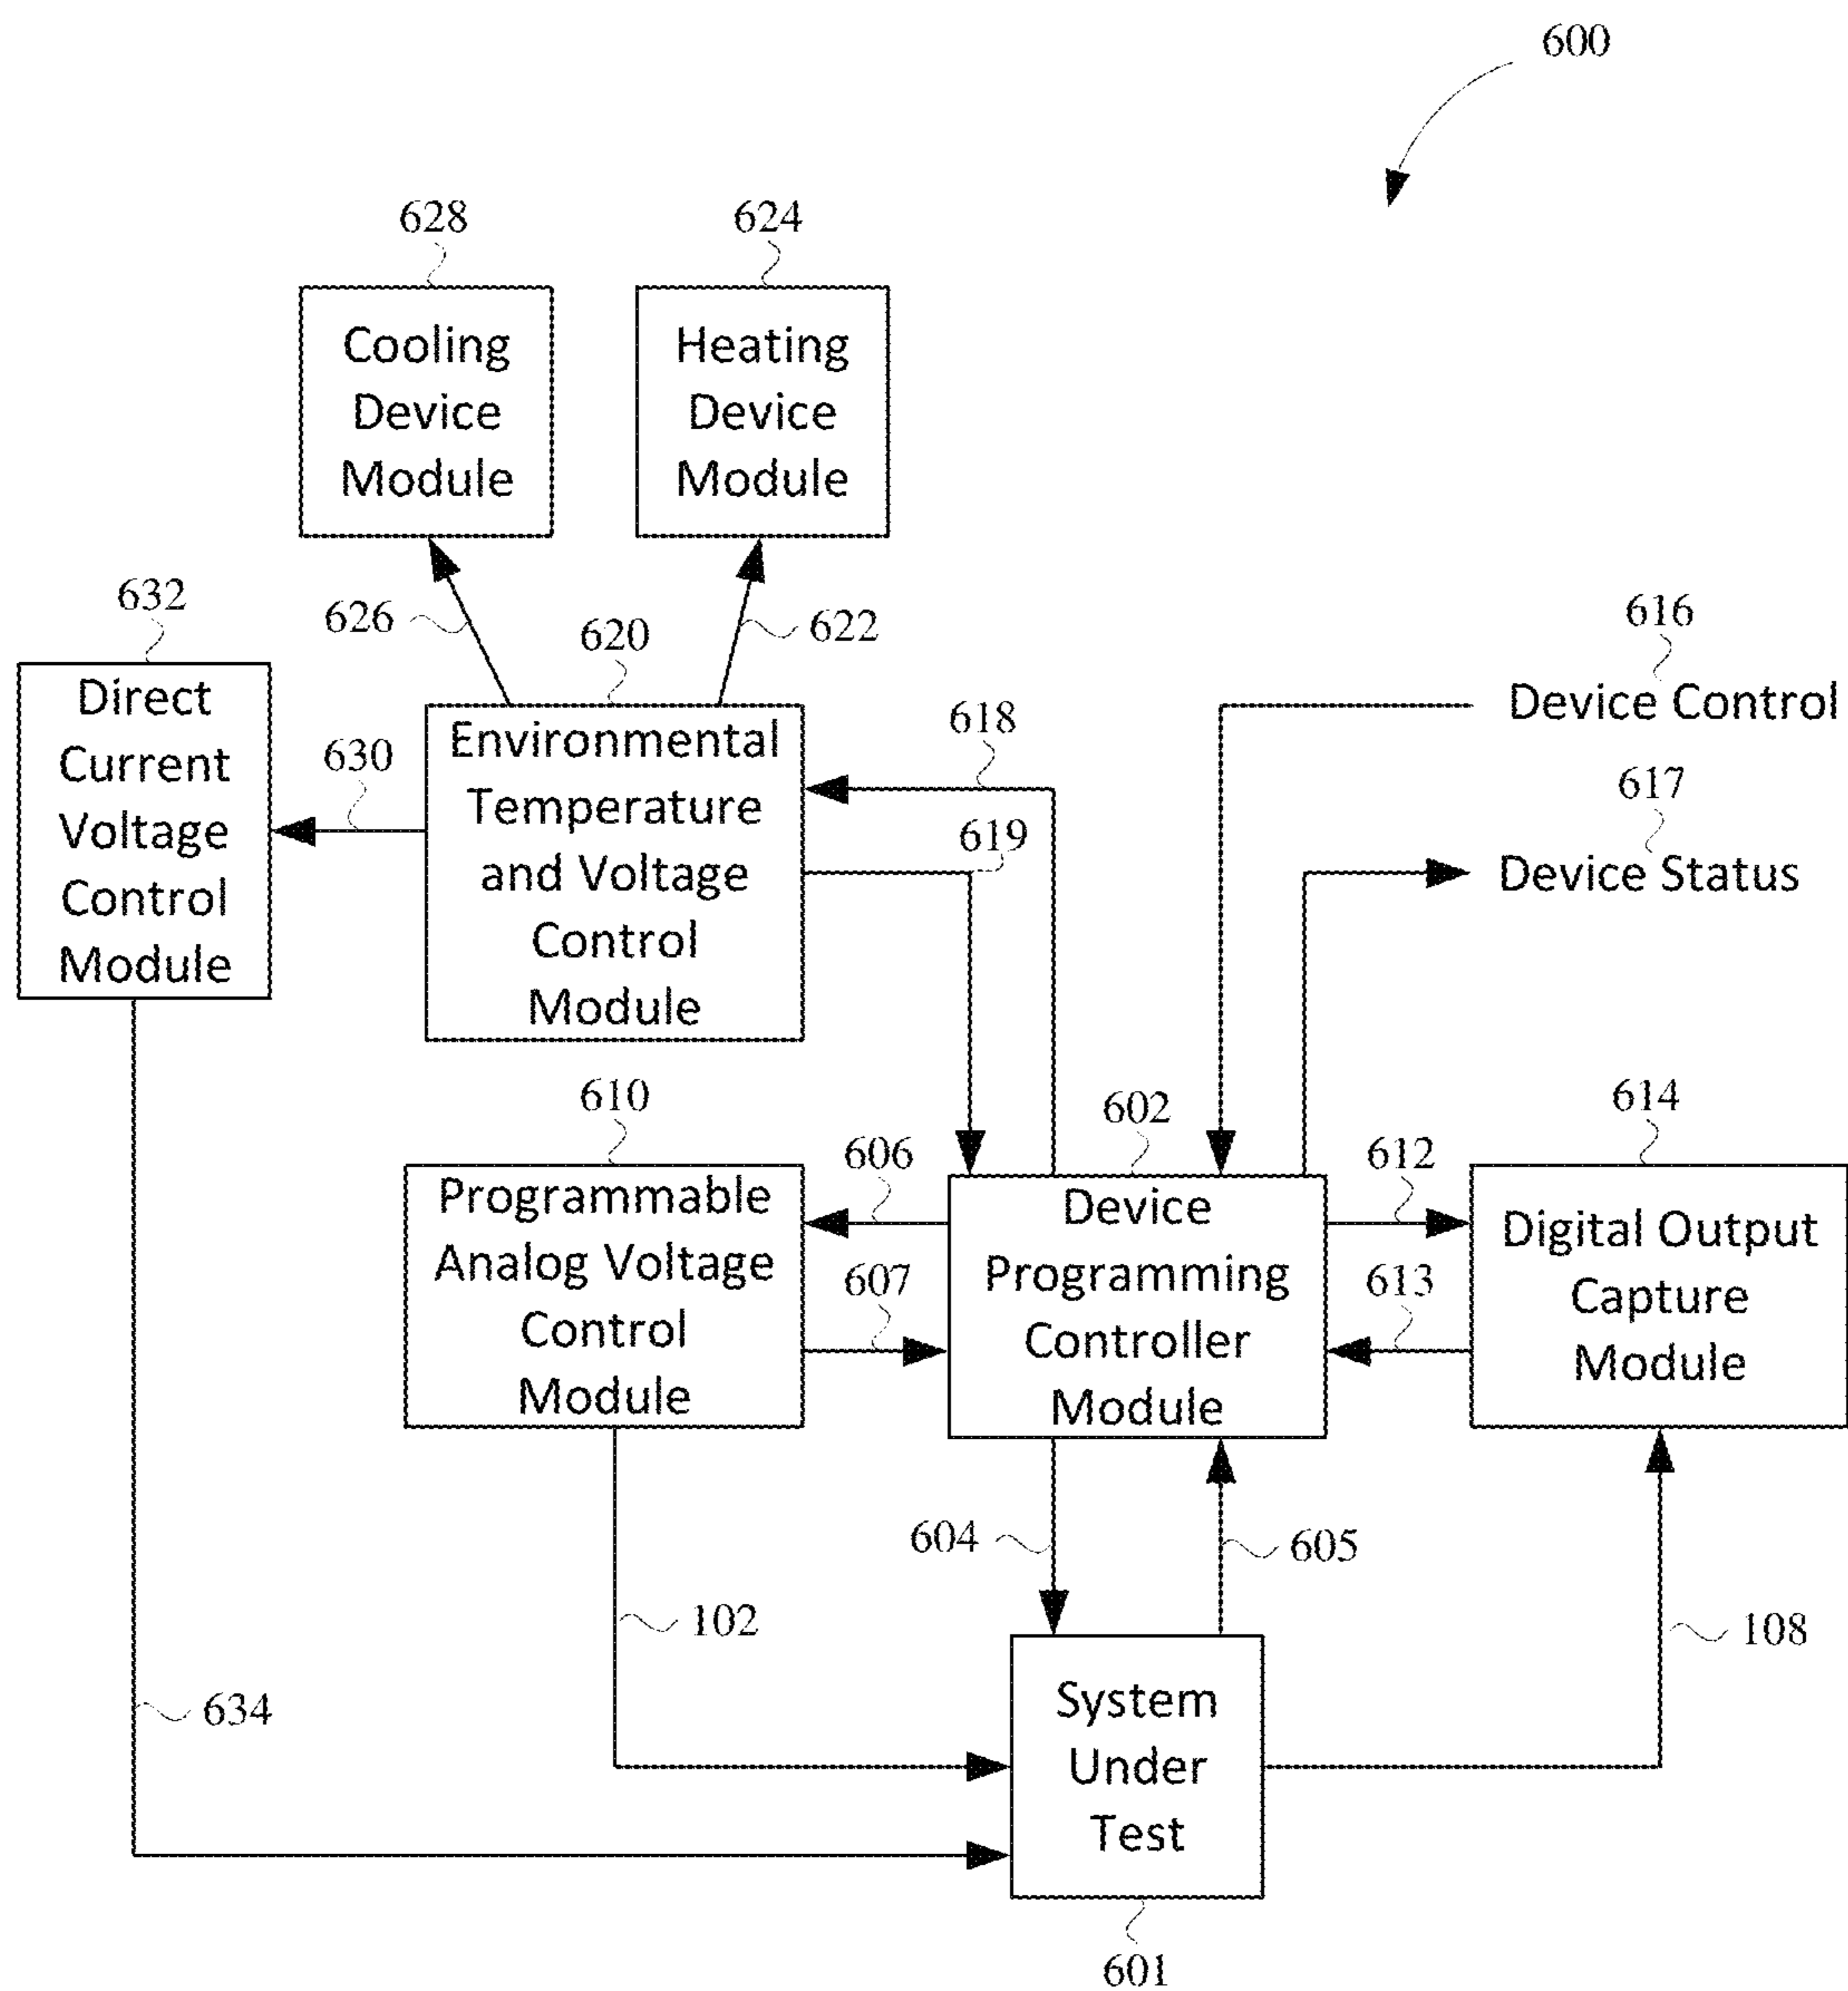 600
628
624
Cooling
Device
Module
Heating
Device
Module
632
626
620
622
616
Direct
Current
Voltage
Control
Module
630
Environmental
Temperature
and Voltage
Control
Module
618
619
Device Control
617
Device Status
610
602
614
Programmable
Analog Voltage
Control
Module
606
607
Device
Programming
Controller
Module
612
613
Digital Output
Capture
Module
604
605
102
108
634
System
Under
Test
601